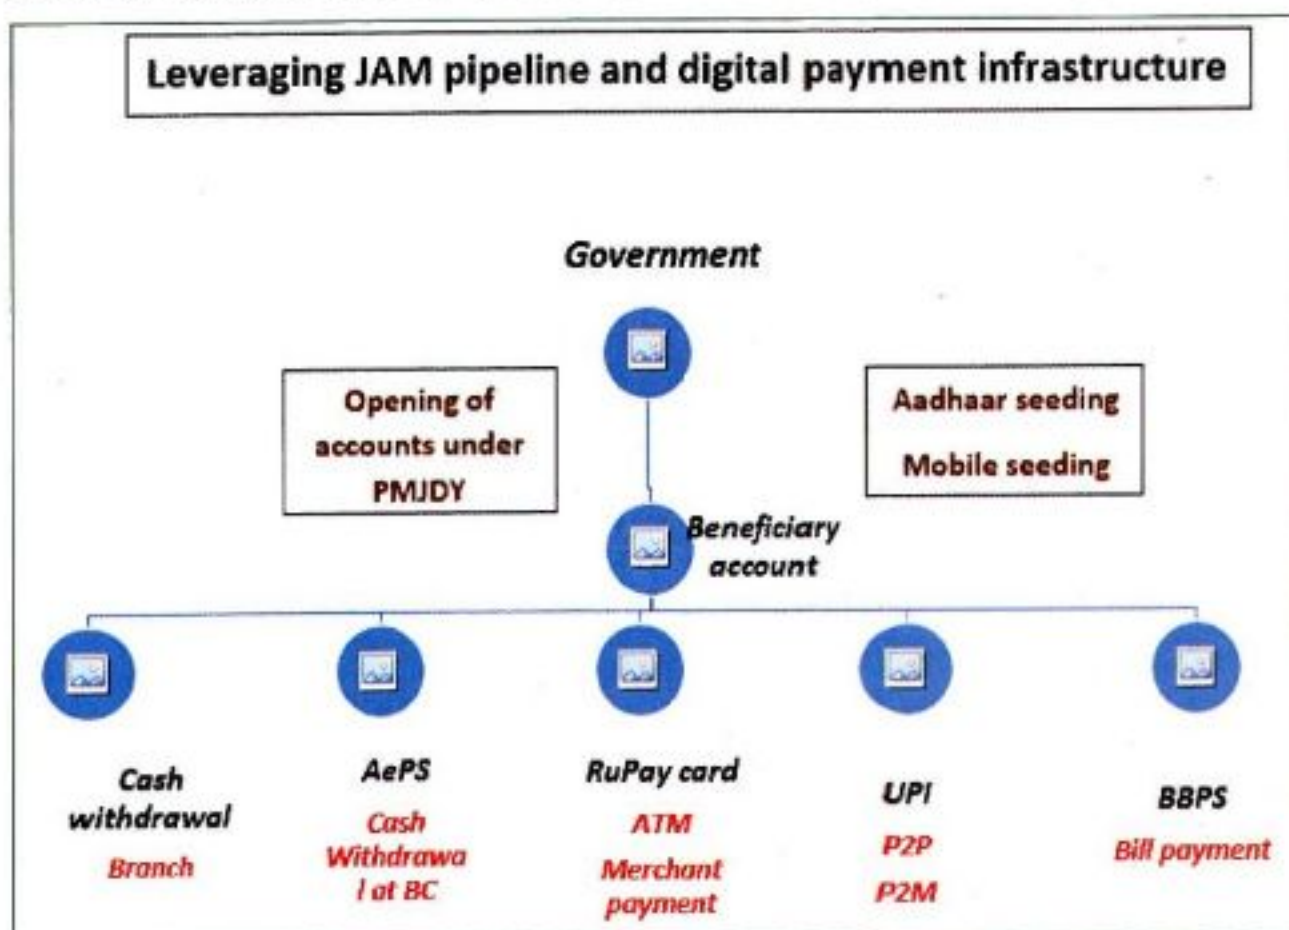 Leveraging JAM pipeline and digital payment infrastructure
Government
Opening of
accounts under
PMJDY
Aadhaar seeding
Mobile seeding
Beneficiary
account
Cash
withdrawal
Branch
AePS
Cash
Withdrawa
l at BC
RuPay card
ATM
Merchant
payment
UPI
P2P
P2M
BBPS
Bill payment